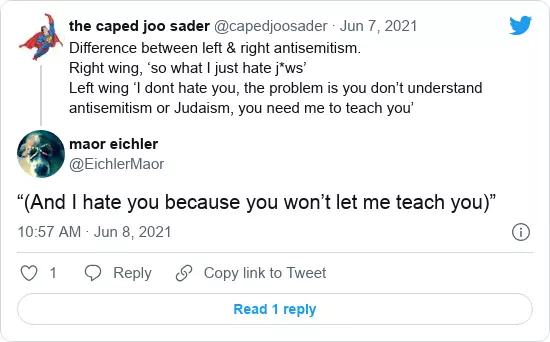 the caped joo sader @capedjoosader · Jun 7, 2021
Difference between left & right antisemitism.
Right wing, ‘so what I just hate j*ws’
Left wing ‘I dont hate you, the problem is you don’t understand
antisemitism or Judaism, you need me to teach you’
maor eichler
@EichlerMaor
“(And I hate you because you won’t let me teach you)”
10:57 AM · Jun 8, 2021
1 Reply Copy link to Tweet
Read 1 reply